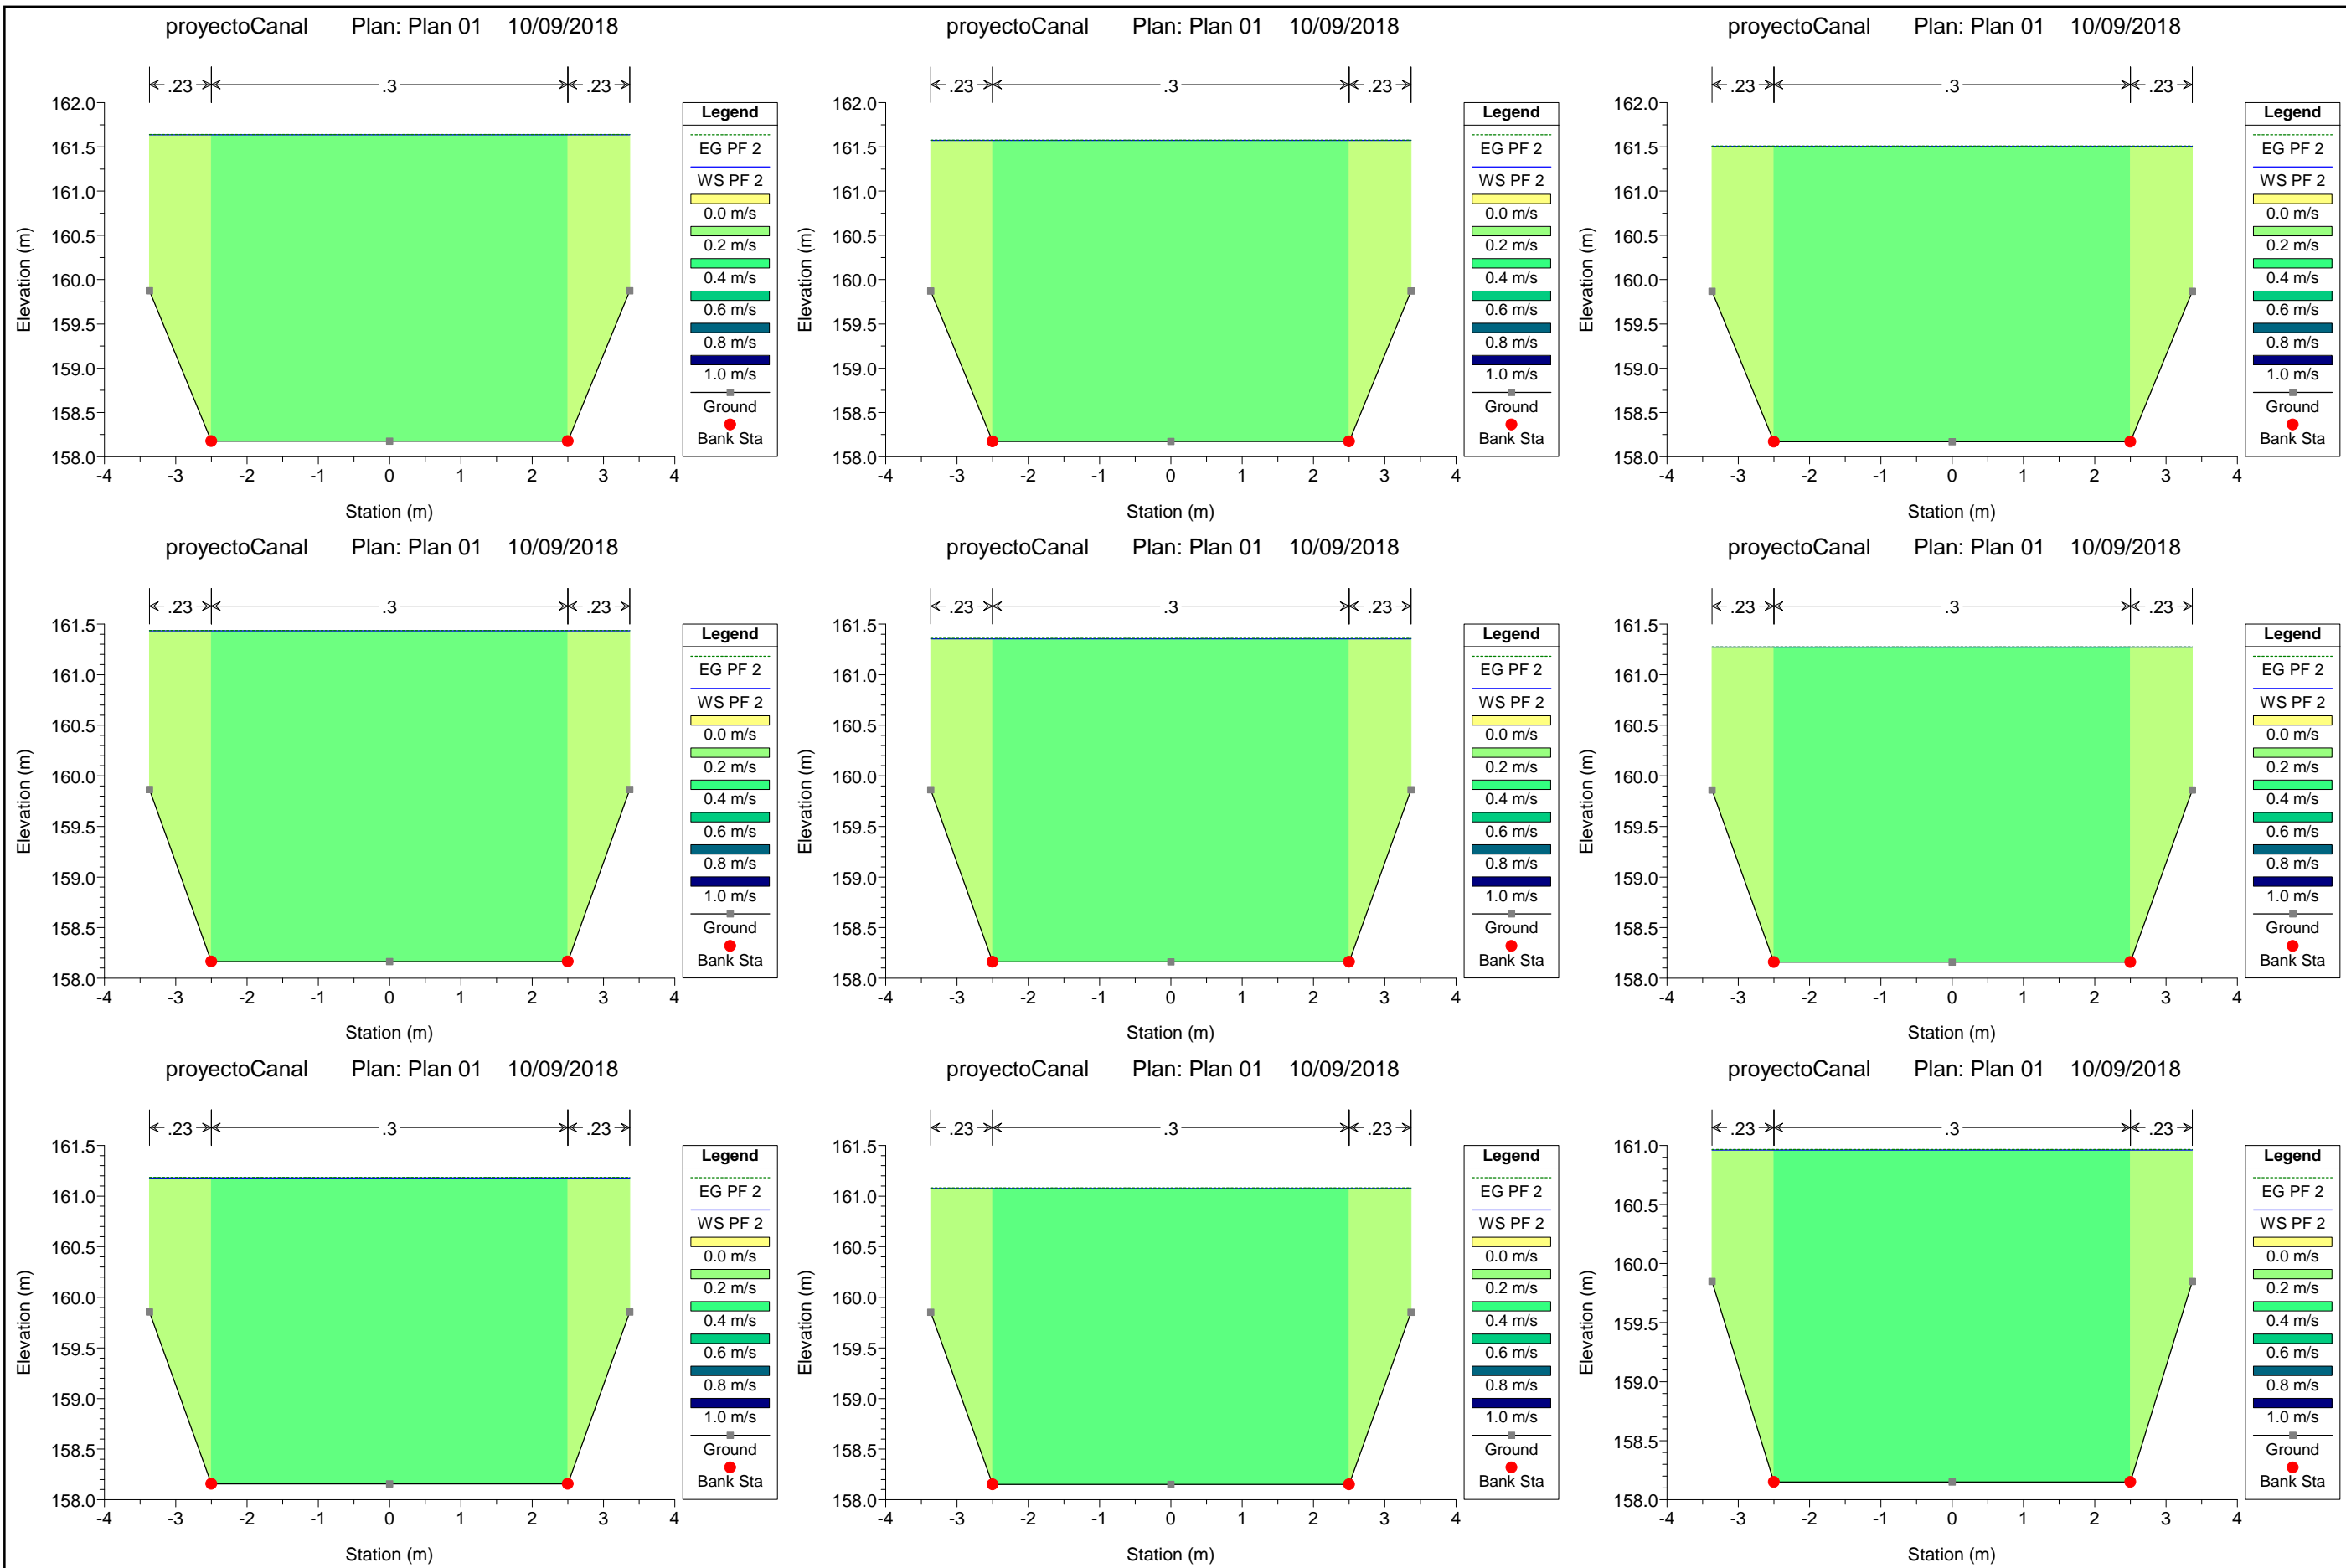 proyectoCanal Plan: Plan 01 10/09/2018
.23 .3 .23
162.0
161.5
161.0
160.5
160.0
159.5
159.0
158.5
158.0
Elevation (m)
-4 -3 -2 -1 0 1 2 3 4
Station (m)
Legend
EG PF 2
WS PF 2
0.0 m/s
0.2 m/s
0.4 m/s
0.6 m/s
0.8 m/s
1.0 m/s
Ground
Bank Sta
proyectoCanal Plan: Plan 01 10/09/2018
.23 .3 .23
162.0
161.5
161.0
160.5
160.0
159.5
159.0
158.5
158.0
Elevation (m)
-4 -3 -2 -1 0 1 2 3 4
Station (m)
Legend
EG PF 2
WS PF 2
0.0 m/s
0.2 m/s
0.4 m/s
0.6 m/s
0.8 m/s
1.0 m/s
Ground
Bank Sta
proyectoCanal Plan: Plan 01 10/09/2018
.23 .3 .23
162.0
161.5
161.0
160.5
160.0
159.5
159.0
158.5
158.0
Elevation (m)
-4 -3 -2 -1 0 1 2 3 4
Station (m)
Legend
EG PF 2
WS PF 2
0.0 m/s
0.2 m/s
0.4 m/s
0.6 m/s
0.8 m/s
1.0 m/s
Ground
Bank Sta
proyectoCanal Plan: Plan 01 10/09/2018
.23 .3 .23
161.5
161.0
160.5
160.0
159.5
159.0
158.5
158.0
Elevation (m)
-4 -3 -2 -1 0 1 2 3 4
Station (m)
Legend
EG PF 2
WS PF 2
0.0 m/s
0.2 m/s
0.4 m/s
0.6 m/s
0.8 m/s
1.0 m/s
Ground
Bank Sta
proyectoCanal Plan: Plan 01 10/09/2018
.23 .3 .23
161.5
161.0
160.5
160.0
159.5
159.0
158.5
158.0
Elevation (m)
-4 -3 -2 -1 0 1 2 3 4
Station (m)
Legend
EG PF 2
WS PF 2
0.0 m/s
0.2 m/s
0.4 m/s
0.6 m/s
0.8 m/s
1.0 m/s
Ground
Bank Sta
proyectoCanal Plan: Plan 01 10/09/2018
.23 .3 .23
161.5
161.0
160.5
160.0
159.5
159.0
158.5
158.0
Elevation (m)
-4 -3 -2 -1 0 1 2 3 4
Station (m)
Legend
EG PF 2
WS PF 2
0.0 m/s
0.2 m/s
0.4 m/s
0.6 m/s
0.8 m/s
1.0 m/s
Ground
Bank Sta
proyectoCanal Plan: Plan 01 10/09/2018
.23 .3 .23
161.5
161.0
160.5
160.0
159.5
159.0
158.5
158.0
Elevation (m)
-4 -3 -2 -1 0 1 2 3 4
Station (m)
Legend
EG PF 2
WS PF 2
0.0 m/s
0.2 m/s
0.4 m/s
0.6 m/s
0.8 m/s
1.0 m/s
Ground
Bank Sta
proyectoCanal Plan: Plan 01 10/09/2018
.23 .3 .23
161.5
161.0
160.5
160.0
159.5
159.0
158.5
158.0
Elevation (m)
-4 -3 -2 -1 0 1 2 3 4
Station (m)
Legend
EG PF 2
WS PF 2
0.0 m/s
0.2 m/s
0.4 m/s
0.6 m/s
0.8 m/s
1.0 m/s
Ground
Bank Sta
proyectoCanal Plan: Plan 01 10/09/2018
.23 .3 .23
161.0
160.5
160.0
159.5
159.0
158.5
158.0
Elevation (m)
-4 -3 -2 -1 0 1 2 3 4
Station (m)
Legend
EG PF 2
WS PF 2
0.0 m/s
0.2 m/s
0.4 m/s
0.6 m/s
0.8 m/s
1.0 m/s
Ground
Bank Sta